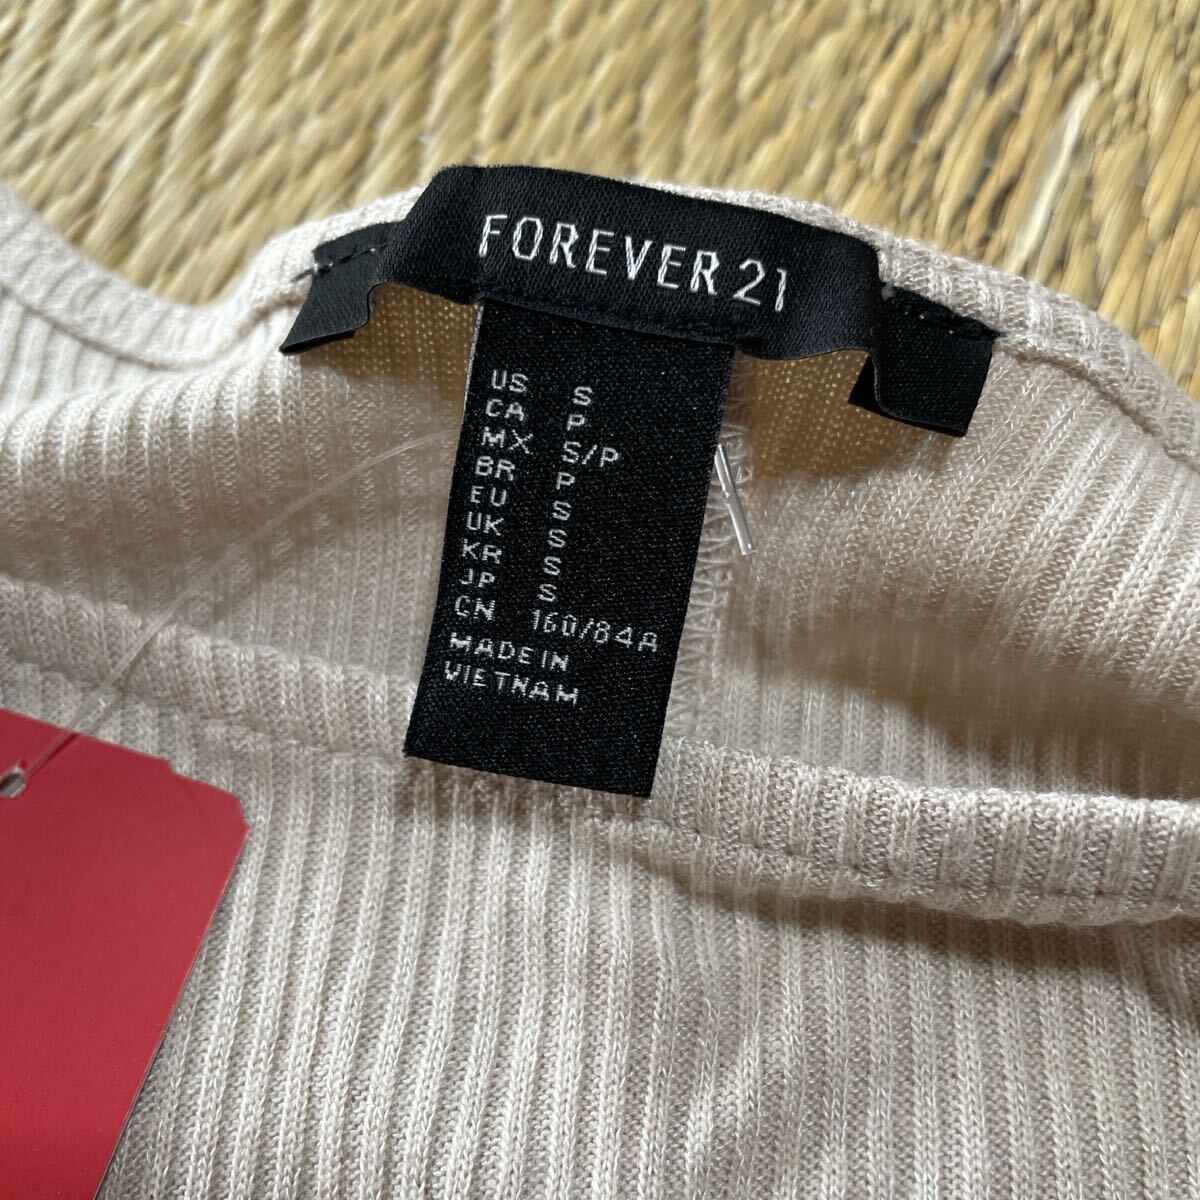 FOREVER 21
US S
CA P
MX S/P
BR P
EU S
UK S
KR S
JP S
CN 160/84A
MADE IN
VIETNAM